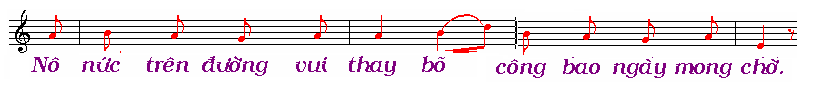 Nô nức trên đường vui thay bõ công bao ngày mong chờ.